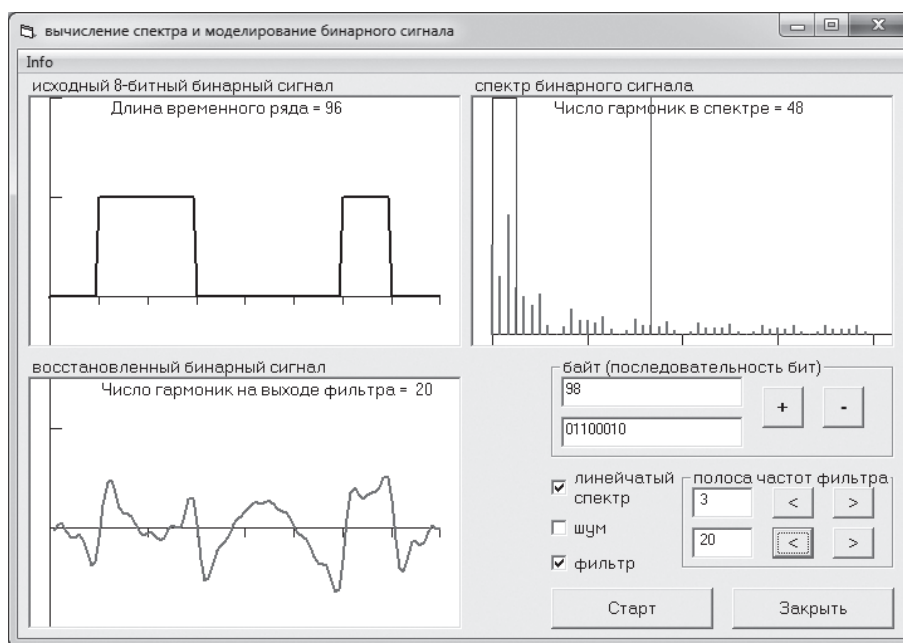 вычисление спектра и моделирование бинарного сигнала
Info
исходный 8-битный бинарный сигнал
Длина временного ряда = 96
спектр бинарного сигнала
Число гармоник в спектре = 48
восстановленный бинарный сигнал
Число гармоник на выходе фильтра = 20
байт (последовательность бит)
98
+ -
01100010
линейчатый спектр
шум
фильтр
полоса частот фильтра
3 < >
20 < >
Старт
Закрыть